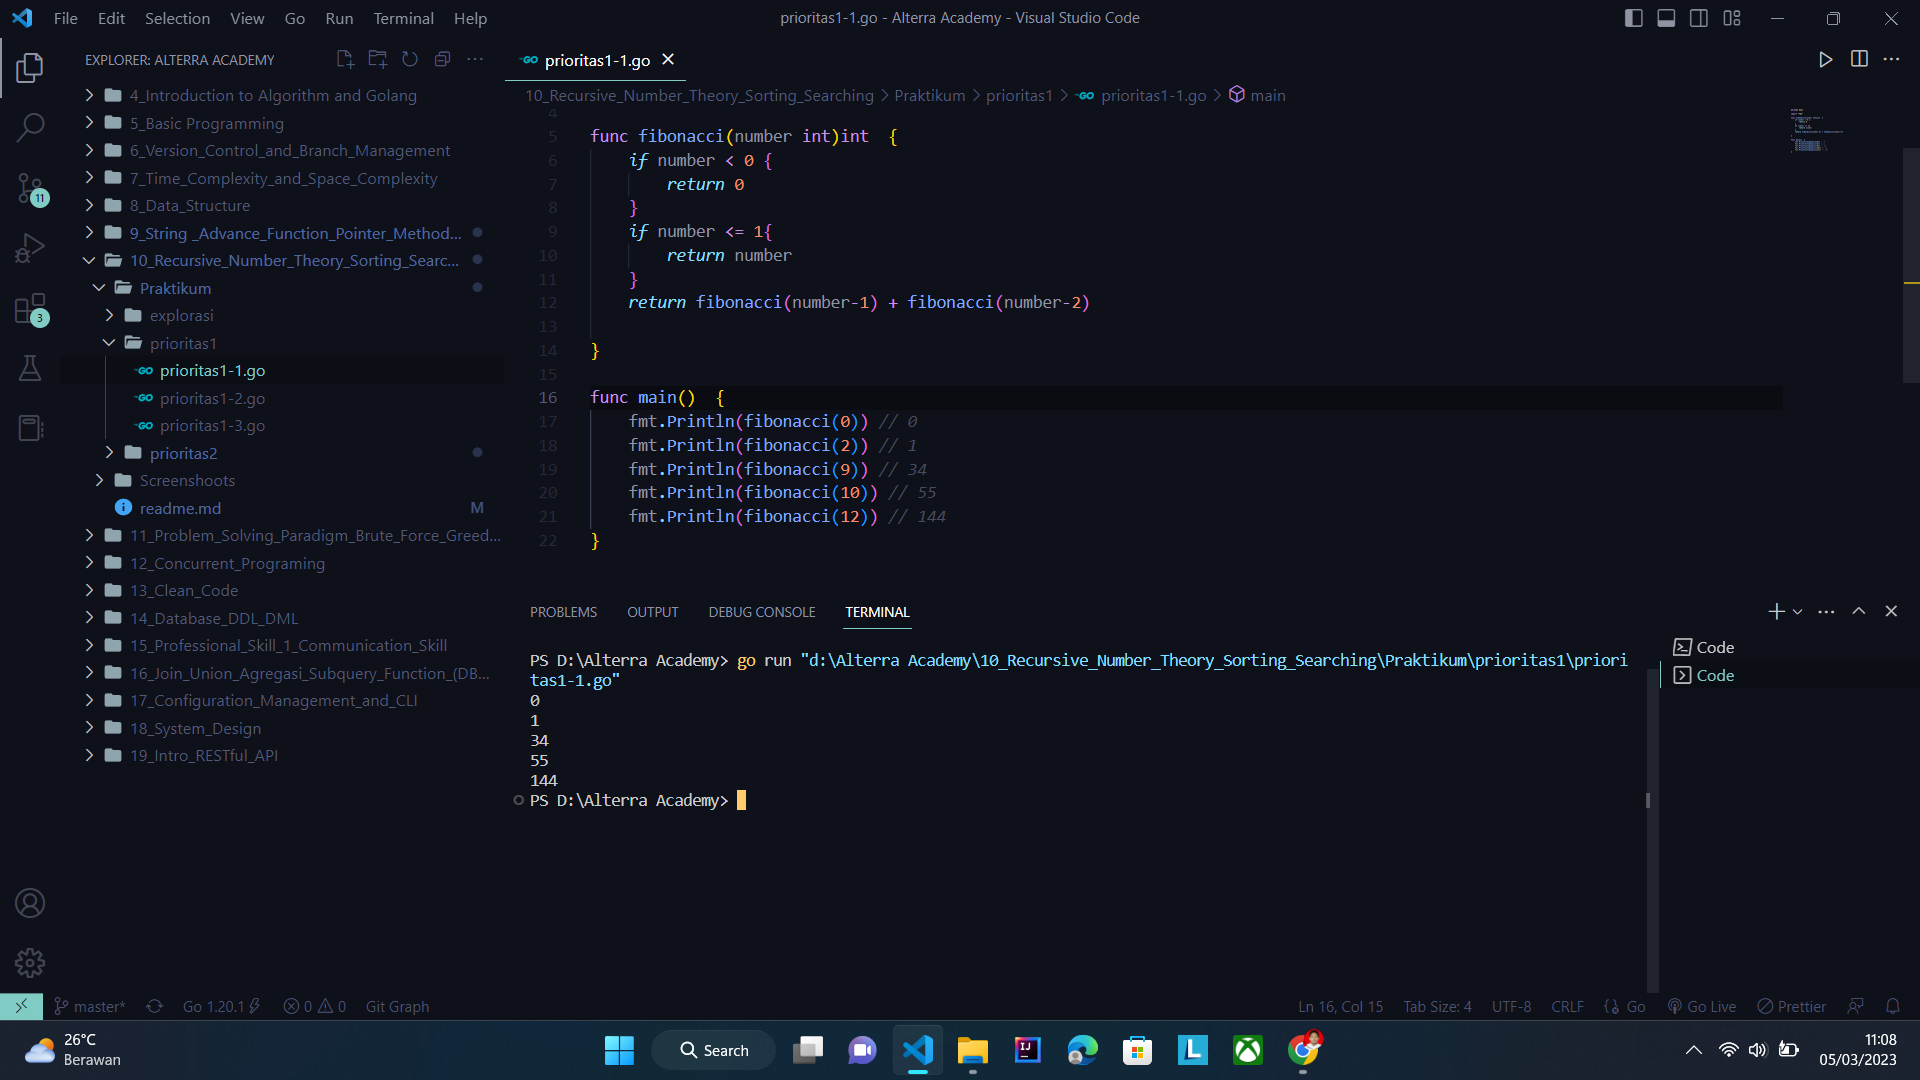 File Edit Selection View Go Run Terminal Help
prioritas1-1.go - Alterra Academy - Visual Studio Code
EXPLORER: ALTERRA ACADEMY
4_Introduction to Algorithm and Golang
5_Basic Programming
6_Version_Control_and_Branch_Management
7_Time_Complexity_and_Space_Complexity
8_Data_Structure
9_String _Advance_Function_Pointer_Method...
10_Recursive_Number_Theory_Sorting_Searc...
Praktikum
explorasi
prioritas1
GO prioritas1-1.go
GO prioritas1-2.go
GO prioritas1-3.go
prioritas2
Screenshoots
readme.md M
11_Problem_Solving_Paradigm_Brute_Force_Greed...
12_Concurrent_Programing
13_Clean_Code
14_Database_DDL_DML
15_Professional_Skill_1_Communication_Skill
16_Join_Union_Agregasi_Subquery_Function_(DB...
17_Configuration_Management_and_CLI
18_System_Design
19_Intro_RESTful_API
11
3
GO prioritas1-1.go
10_Recursive_Number_Theory_Sorting_Searching > Praktikum > prioritas1 > GO prioritas1-1.go > main
4
5 func fibonacci(number int)int  {
6 if number < 0 {
7 return 0
8 }
9 if number <= 1{
10 return number
11 }
12 return fibonacci(number-1) + fibonacci(number-2)
13
14 }
15
16 func main()  {
17 fmt.Println(fibonacci(0)) // 0
18 fmt.Println(fibonacci(2)) // 1
19 fmt.Println(fibonacci(9)) // 34
20 fmt.Println(fibonacci(10)) // 55
21 fmt.Println(fibonacci(12)) // 144
22 }
PROBLEMS OUTPUT DEBUG CONSOLE TERMINAL
PS D:\Alterra Academy> go run "d:\Alterra Academy\10_Recursive_Number_Theory_Sorting_Searching\Praktikum\prioritas1\priori
tas1-1.go"
0
1
34
55
144
PS D:\Alterra Academy>
Code
Code
master* Go 1.20.1 0 0 Git Graph
Ln 16, Col 15 Tab Size: 4 UTF-8 CRLF Go Go Live Prettier
26°C
Berawan
Search
IJ
L
11:08
05/03/2023